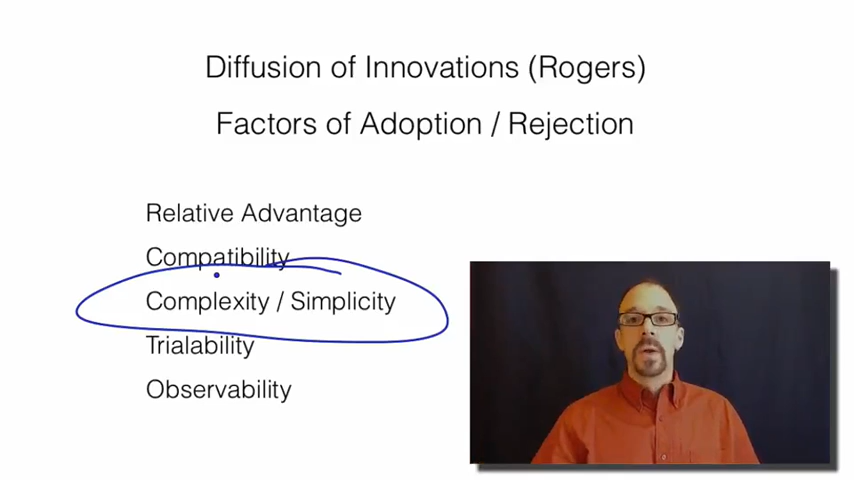 Diffusion of Innovations (Rogers)
Factors of Adoption / Rejection
Relative Advantage
Compatibility
Complexity / Simplicity
Trialability
Observability